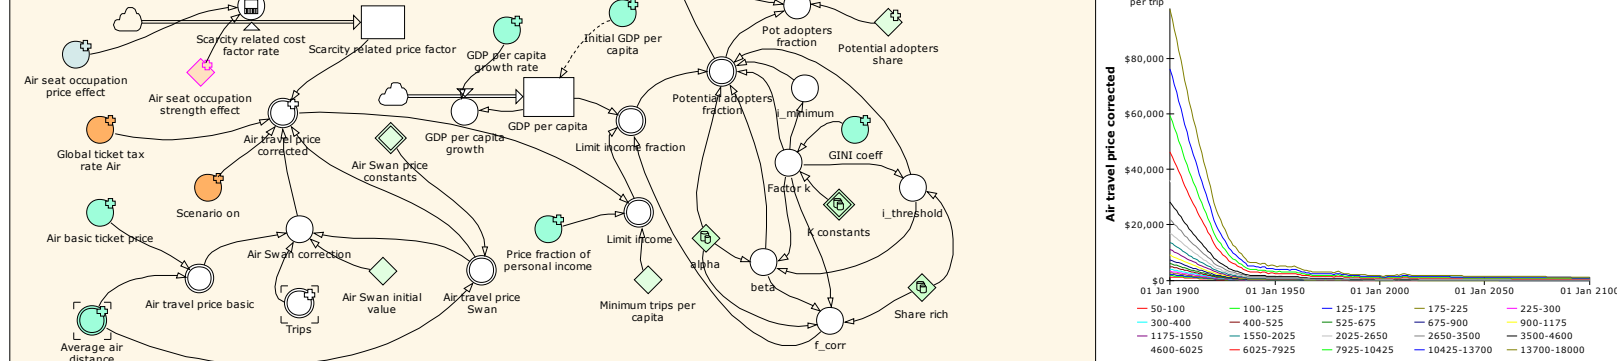 Scarcity related cost
factor rate
Scarcity related price factor
Air seat occupation
price effect
Air seat occupation
strength effect
GDP per capita
growth rate
Initial GDP per
capita
Pot adopters
fraction
Potential adopters
share
Potential adopters
fraction
i_minimum
GDP per capita
GDP per capita
growth
Air travel price
corrected
Global ticket tax
rate Air
Air Swan price
constants
Limit income fraction
GINI coeff
Factor k
Scenario on
i_threshold
K constants
Air basic ticket price
Limit income
Price fraction of
personal income
Air Swan correction
alpha
beta
Air travel price basic
Air Swan initial
value
Air travel price
Swan
Minimum trips per
capita
Share rich
Trips
f_corr
Average air
distance
per trip
Air travel price corrected
$80,000
$60,000
$40,000
$20,000
$0
01 Jan 1900 01 Jan 1950 01 Jan 2000 01 Jan 2050 01 Jan 2100
50-100 100-125 125-175 175-225 225-300
300-400 400-525 525-675 675-900 900-1175
1175-1550 1550-2025 2025-2650 2650-3500 3500-4600
4600-6025 6025-7925 7925-10425 10425-13700 13700-18000